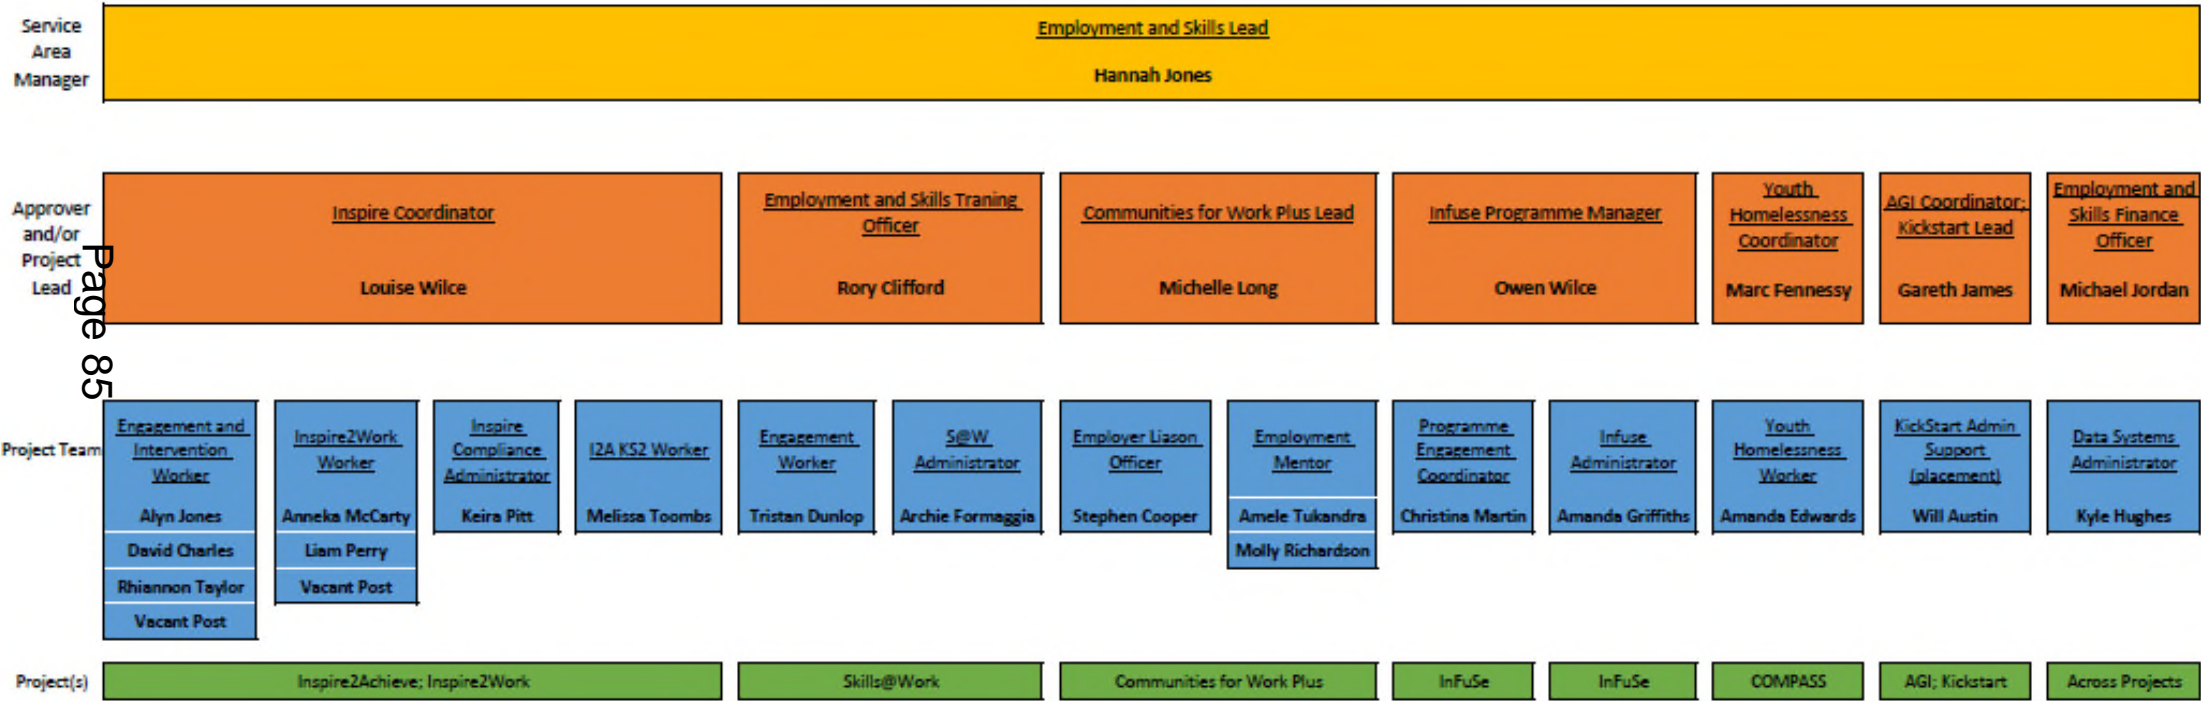 Service
Area
Manager
Employment and Skills Lead
Hannah Jones
Approver
and/or
Project
Lead
Page 85
Inspire Coordinator
Louise Wilce
Employment and Skills Traning
Officer
Rory Clifford
Communities for Work Plus Lead
Michelle Long
Infuse Programme Manager
Owen Wilce
Youth
Homelessness
Coordinator
Marc Fennessy
AGI Coordinator;
Kickstart Lead
Gareth James
Employment and
Skills Finance
Officer
Michael Jordan
Project Team
Engagement and
Intervention
Worker
Alyn Jones
David Charles
Rhiannon Taylor
Vacant Post
Inspire2Work
Worker
Anneka McCarty
Liam Perry
Vacant Post
Inspire
Compliance
Administrator
Keira Pitt
I2A KS2 Worker
Melissa Toombs
Engagement
Worker
Tristan Dunlop
S@W
Administrator
Archie Formaggia
Employer Liason
Officer
Stephen Cooper
Employment
Mentor
Amele Tukandra
Molly Richardson
Programme
Engagement
Coordinator
Christina Martin
Infuse
Administrator
Amanda Griffiths
Youth
Homelessness
Worker
Amanda Edwards
KickStart Admin
Support
(placement)
Will Austin
Data Systems
Administrator
Kyle Hughes
Project(s)
Inspire2Achieve; Inspire2Work
Skills@Work
Communities for Work Plus
InFuSe
InFuSe
COMPASS
AGI; Kickstart
Across Projects